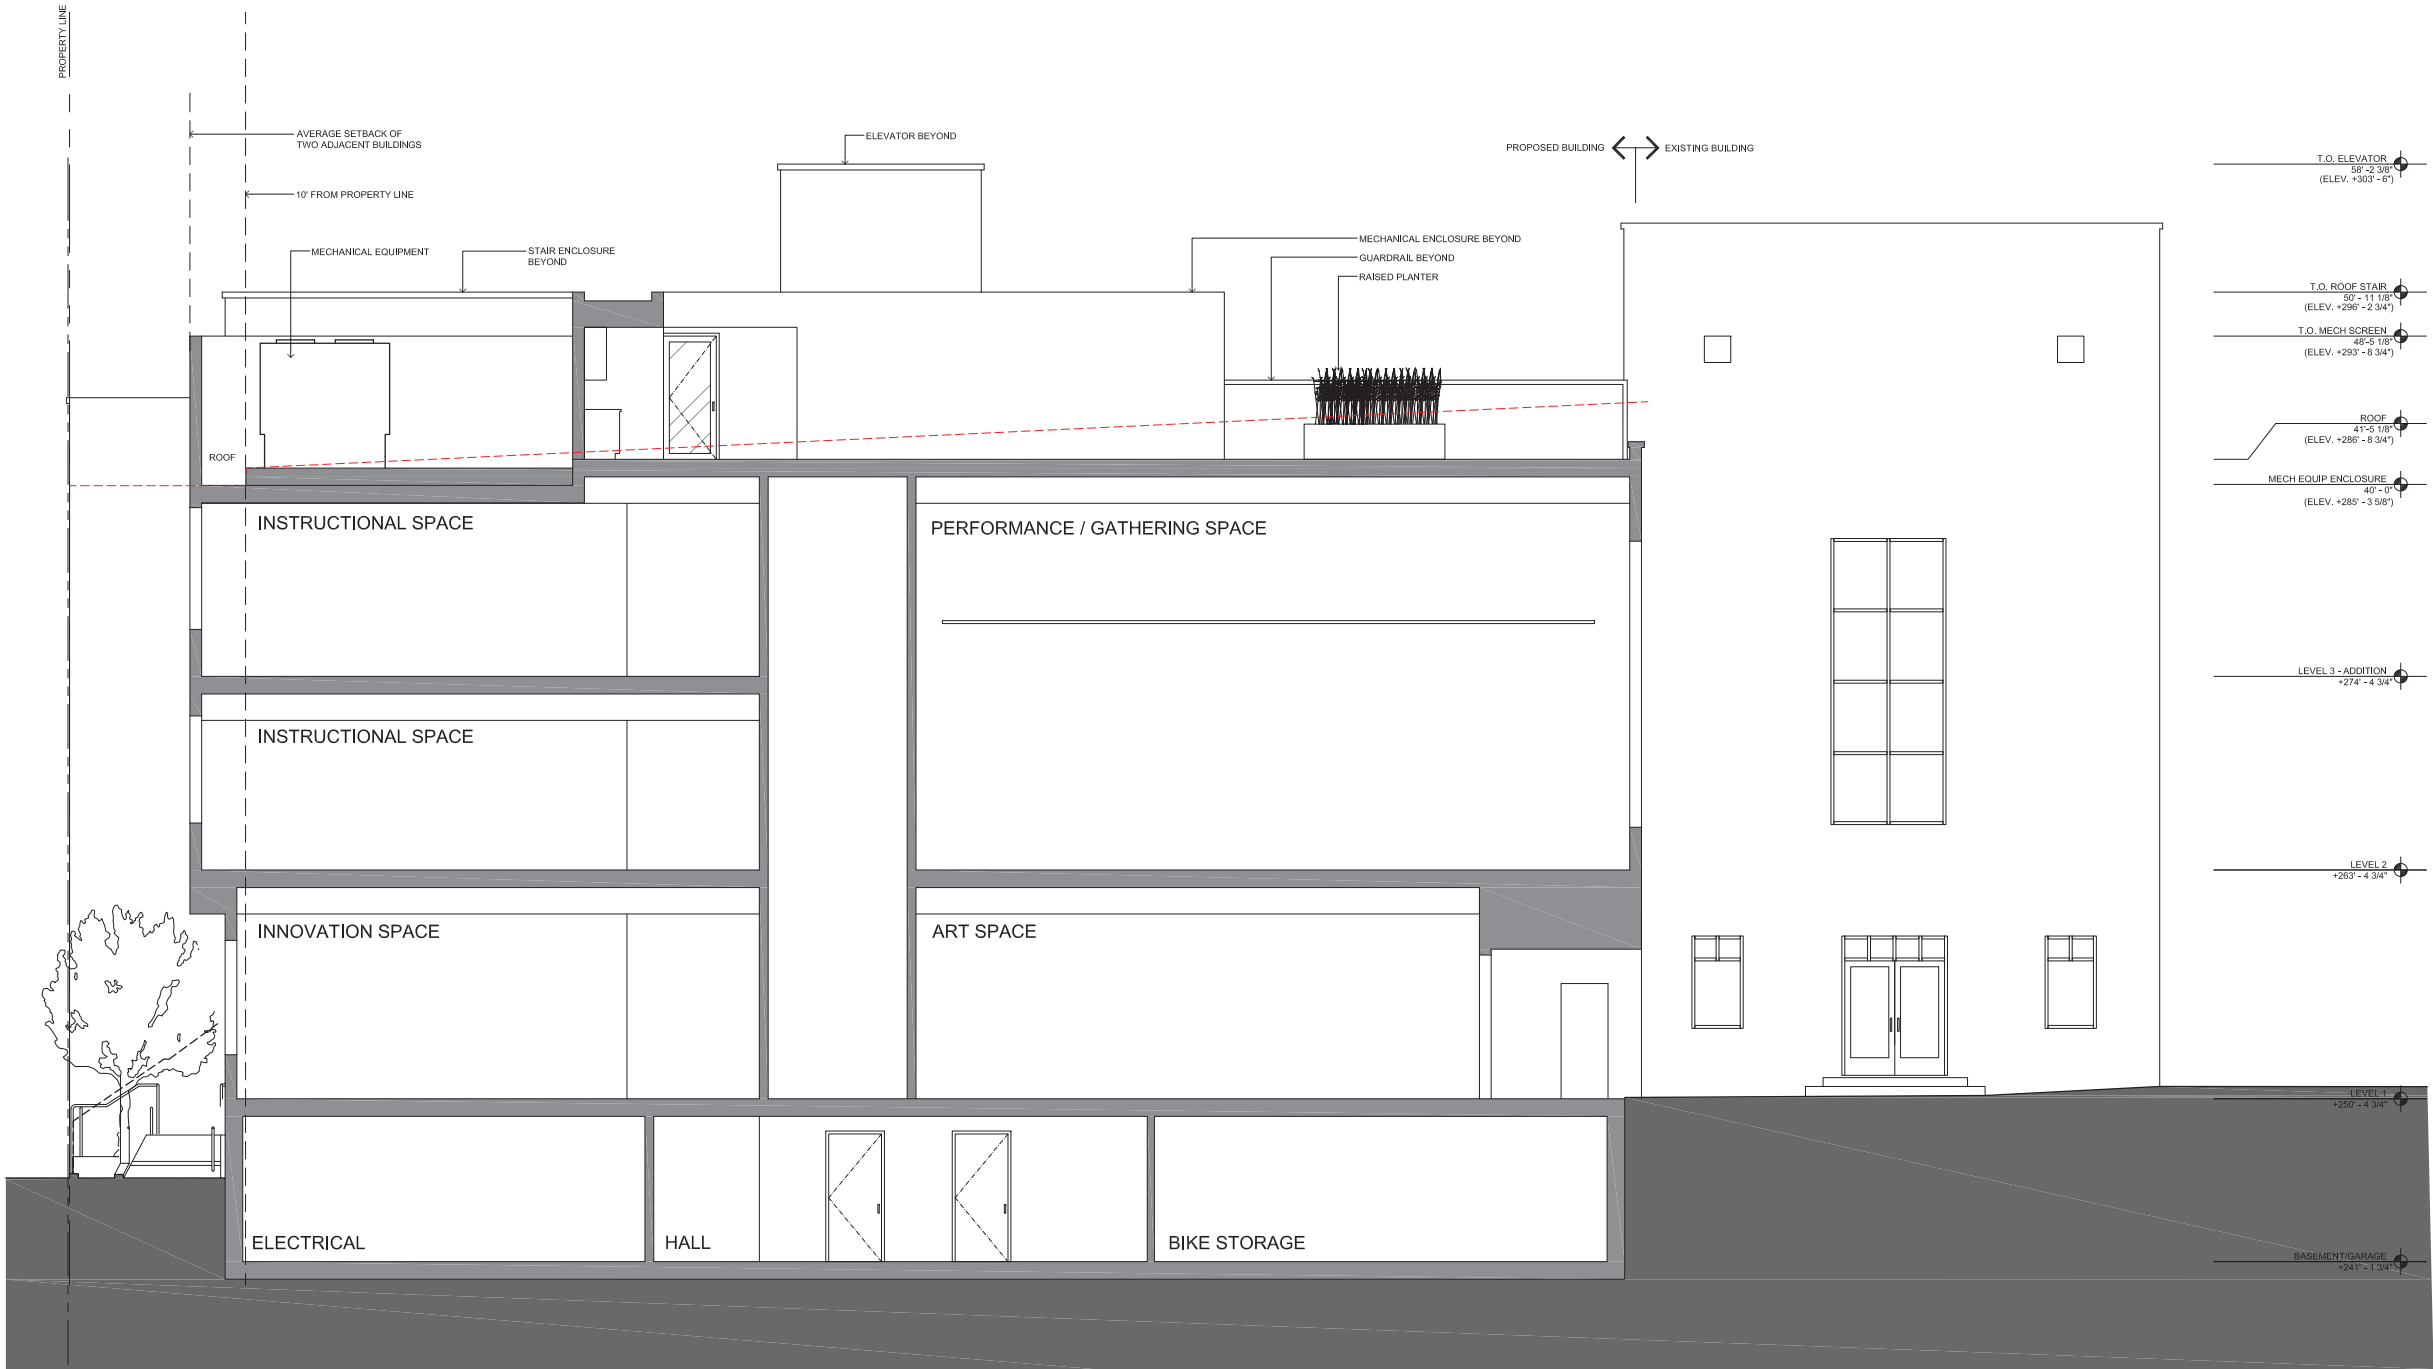 PROPERTY LINE
AVERAGE SETBACK OF
TWO ADJACENT BUILDINGS
10' FROM PROPERTY LINE
MECHANICAL EQUIPMENT
STAIR ENCLOSURE
BEYOND
ELEVATOR BEYOND
PROPOSED BUILDING
EXISTING BUILDING
MECHANICAL ENCLOSURE BEYOND
GUARDRAIL BEYOND
RAISED PLANTER
T.O. ELEVATOR
58' -2 3/8"
(ELEV. +303' - 6")
T.O. ROOF STAIR
50' - 11 1/8"
(ELEV. +296' - 2 3/4")
T.O. MECH SCREEN
48'-5 1/8"
(ELEV. +293' - 8 3/4")
ROOF
41'-5 1/8"
(ELEV. +286' - 8 3/4")
MECH EQUIP ENCLOSURE
40' - 0"
(ELEV. +285' - 3 5/8")
LEVEL 3 - ADDITION
+274' - 4 3/4"
LEVEL 2
+263' - 4 3/4"
LEVEL 1
+250' - 4 3/4"
BASEMENT/GARAGE
+241' - 1 3/4"
ROOF
INSTRUCTIONAL SPACE
PERFORMANCE / GATHERING SPACE
INSTRUCTIONAL SPACE
INNOVATION SPACE
ART SPACE
ELECTRICAL
HALL
BIKE STORAGE